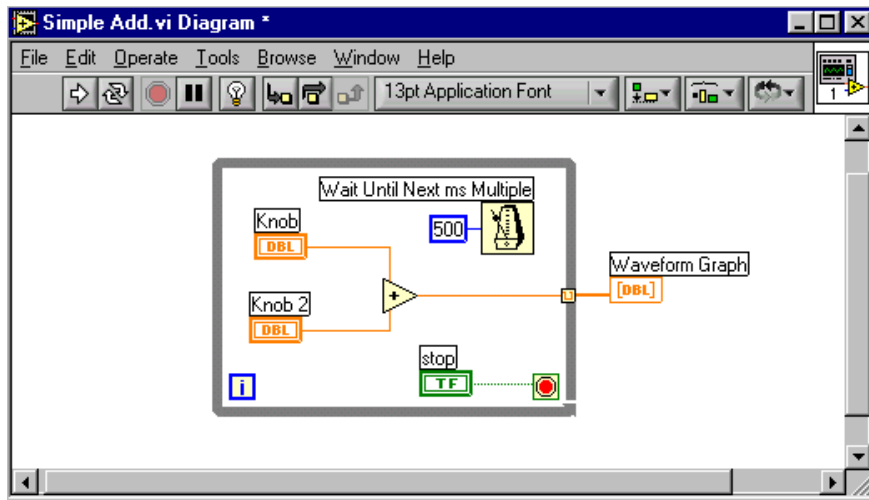 Simple Add.vi Diagram *
File Edit Operate Tools Browse Window Help
13pt Application Font
1
Wait Until Next ms Multiple
Knob
DBL
500
Waveform Graph
[DBL]
Knob 2
DBL
stop
TF
i